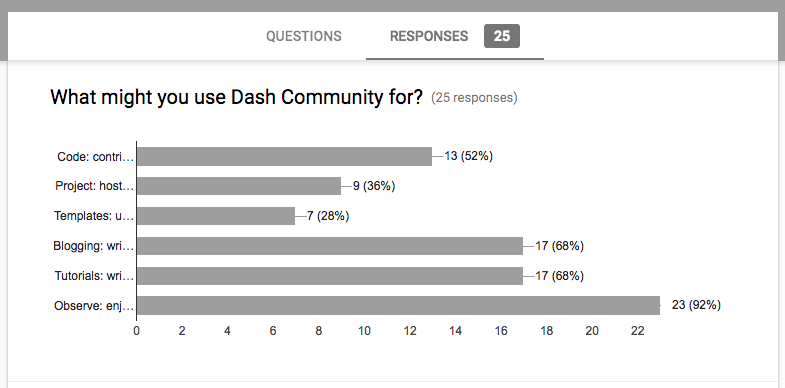 QUESTIONS RESPONSES 25
What might you use Dash Community for? (25 responses)
Code: contri… 13 (52%)
Project: host… 9 (36%)
Templates: u… 7 (28%)
Blogging: wri… 17 (68%)
Tutorials: wri… 17 (68%)
Observe: enj… 23 (92%)
0 2 4 6 8 10 12 14 16 18 20 22